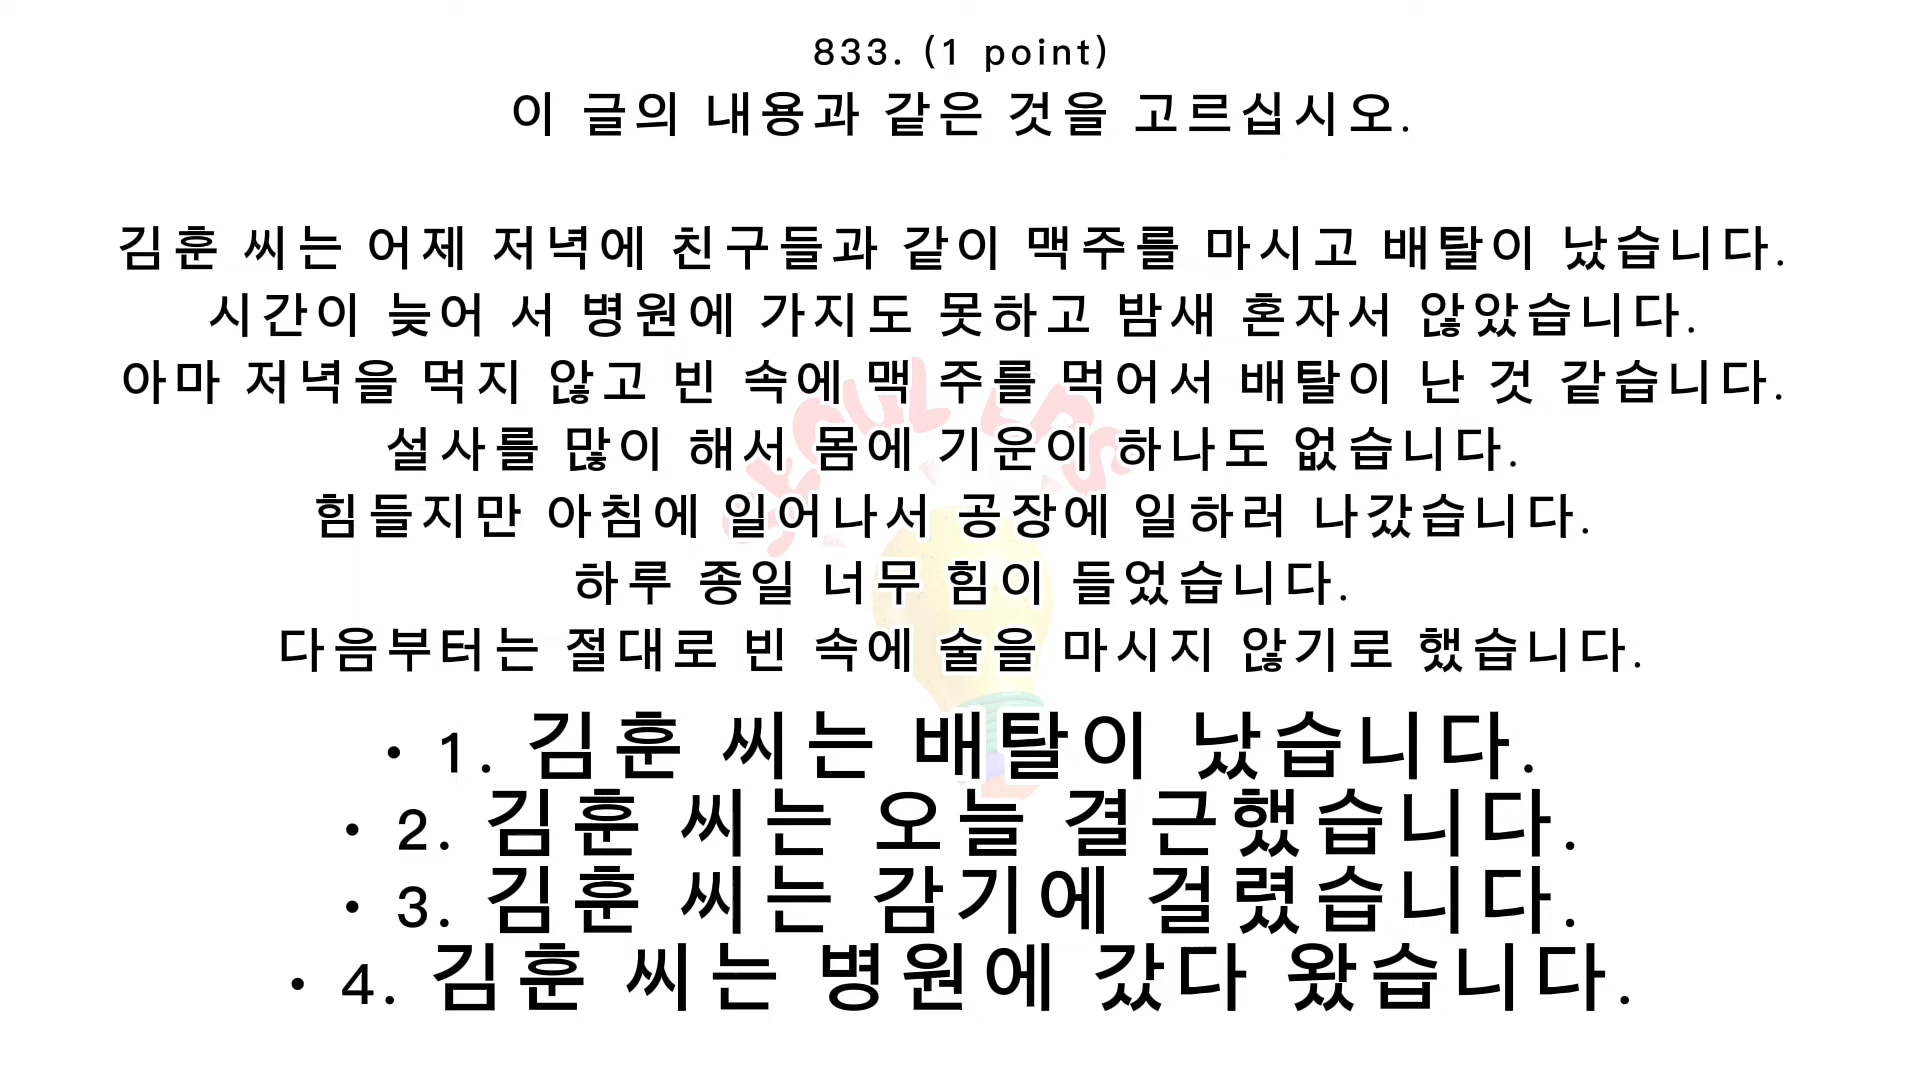 833. (1 point)
이 글의 내용과 같은 것을 고르십시오.
김훈 씨는 어제 저녁에 친구들과 같이 맥주를 마시고 배탈이 났습니다.
시간이 늦어 서 병원에 가지도 못하고 밤새 혼자서 않았습니다.
아마 저녁을 먹지 않고 빈 속에 맥 주를 먹어서 배탈이 난 것 같습니다.
설사를 많이 해서 몸에 기운이 하나도 없습니다.
힘들지만 아침에 일어나서 공장에 일하러 나갔습니다.
하루 종일 너무 힘이 들었습니다.
다음부터는 절대로 빈 속에 술을 마시지 않기로 했습니다.
• 1. 김훈 씨는 배탈이 났습니다.
• 2. 김훈 씨는 오늘 결근했습니다.
• 3. 김훈 씨는 감기에 걸렸습니다.
• 4. 김훈 씨는 병원에 갔다 왔습니다.